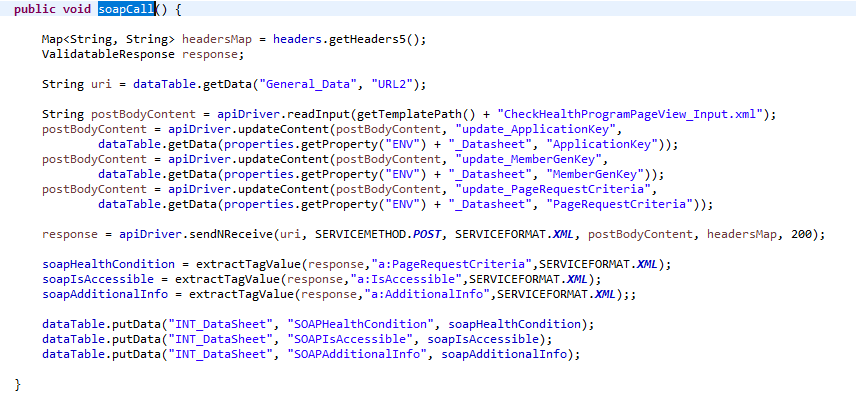 public void soapCall() {
Map<String, String> headersMap = headers.getHeaders5();
ValidatableResponse response;
String uri = dataTable.getData("General_Data", "URL2");
String postBodyContent = apiDriver.readInput(getTemplatePath() + "CheckHealthProgramPageView_Input.xml");
postBodyContent = apiDriver.updateContent(postBodyContent, "update_ApplicationKey",
dataTable.getData(properties.getProperty("ENV") + "_Datasheet", "ApplicationKey"));
postBodyContent = apiDriver.updateContent(postBodyContent, "update_MemberGenKey",
dataTable.getData(properties.getProperty("ENV") + "_Datasheet", "MemberGenKey"));
postBodyContent = apiDriver.updateContent(postBodyContent, "update_PageRequestCriteria",
dataTable.getData(properties.getProperty("ENV") + "_Datasheet", "PageRequestCriteria"));
response = apiDriver.sendNReceive(uri, SERVICEMETHOD.POST, SERVICEFORMAT.XML, postBodyContent, headersMap, 200);
soapHealthCondition = extractTagValue(response,"a:PageRequestCriteria",SERVICEFORMAT.XML);
soapIsAccessible = extractTagValue(response,"a:IsAccessible",SERVICEFORMAT.XML);
soapAdditionalInfo = extractTagValue(response,"a:AdditionalInfo",SERVICEFORMAT.XML);;
dataTable.putData("INT_DataSheet", "SOAPHealthCondition", soapHealthCondition);
dataTable.putData("INT_DataSheet", "SOAPIsAccessible", soapIsAccessible);
dataTable.putData("INT_DataSheet", "SOAPAdditionalInfo", soapAdditionalInfo);
}